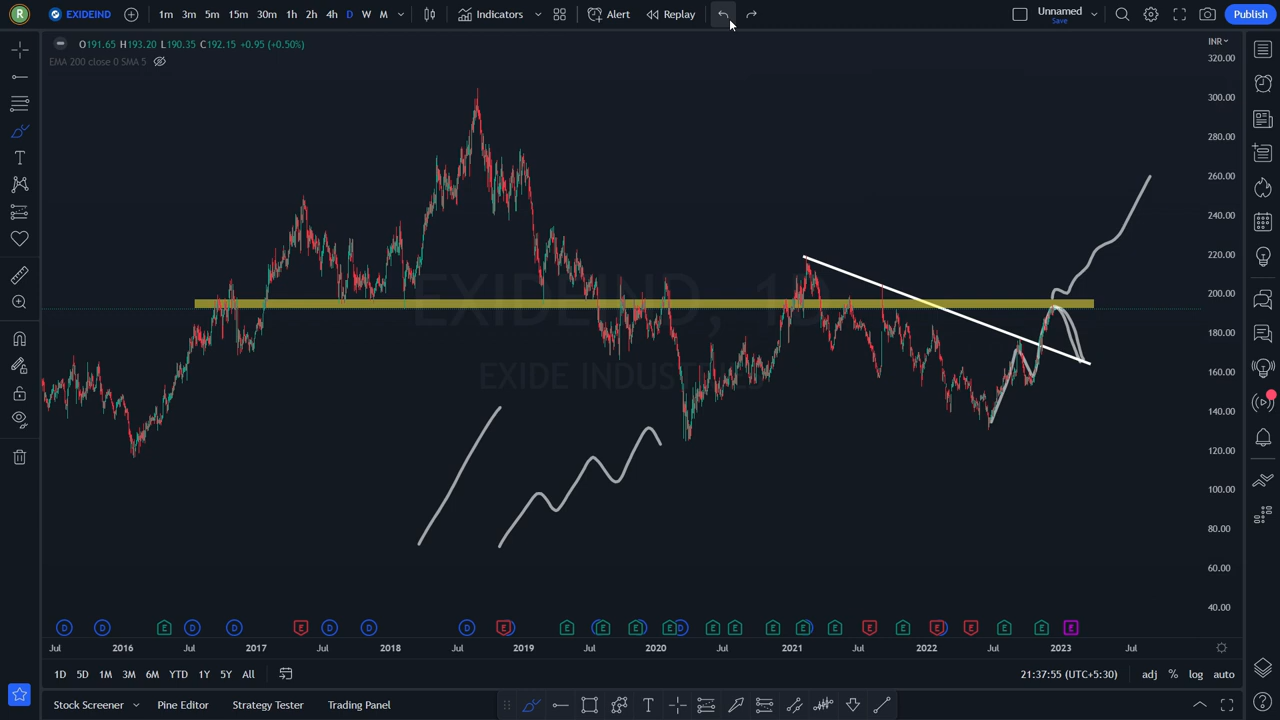 R EXIDEIND 1m 3m 5m 15m 30m 1h 2h 4h D W M Indicators Alert Replay Unnamed Save Publish
O191.65 H193.20 L190.35 C192.15 +0.95 (+0.50%) INR
EMA 200 close 0 SMA 5
320.00
300.00
280.00
260.00
240.00
220.00
200.00
180.00
160.00
140.00
120.00
100.00
80.00
60.00
40.00
EXIDEIND, 1D
EXIDE INDUST
D D E D D E D D D E E E E E D E E E E E E E E E E E E
Jul 2016 Jul 2017 Jul 2018 Jul 2019 Jul 2020 Jul 2021 Jul 2022 Jul 2023 Jul
1D 5D 1M 3M 6M YTD 1Y 5Y All 21:37:55 (UTC+5:30) adj % log auto
Stock Screener Pine Editor Strategy Tester Trading Panel